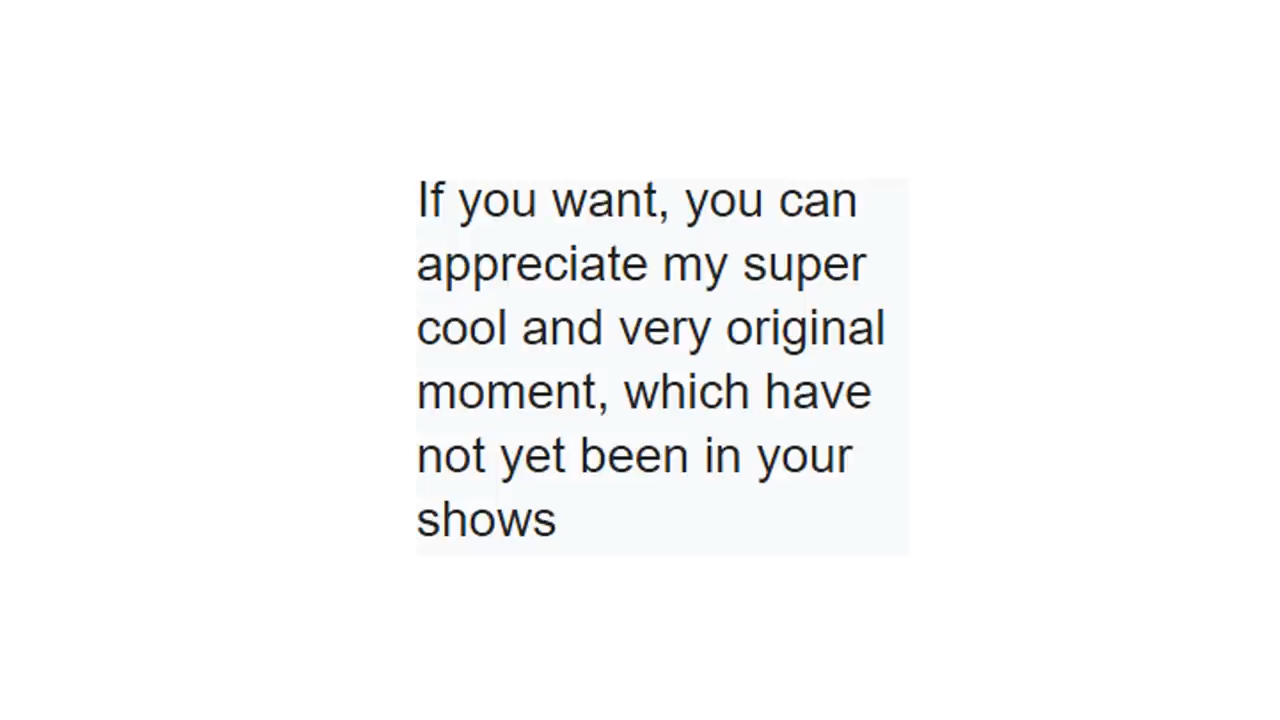 If you want, you can
appreciate my super
cool and very original
moment, which have
not yet been in your
shows